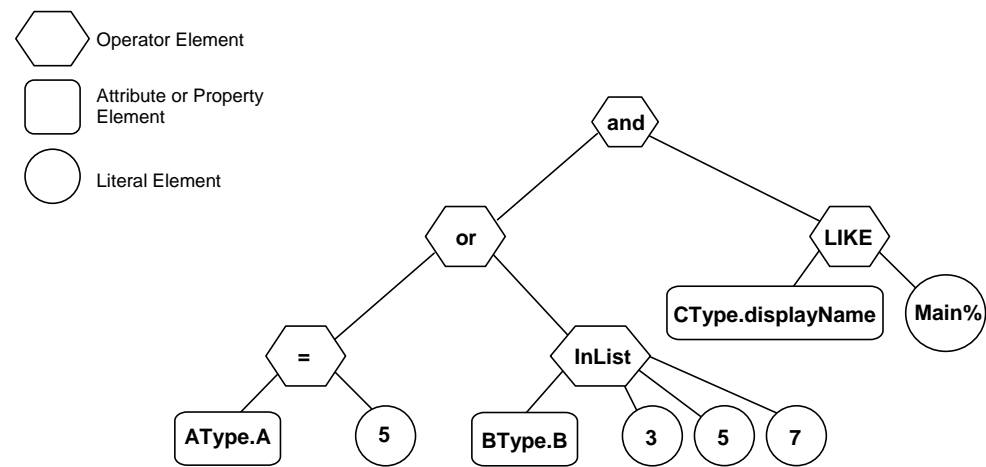 Operator Element
Attribute or Property
Element
Literal Element
and
or
LIKE
CType.displayName
Main%
=
InList
AType.A
5
BType.B
3
5
7